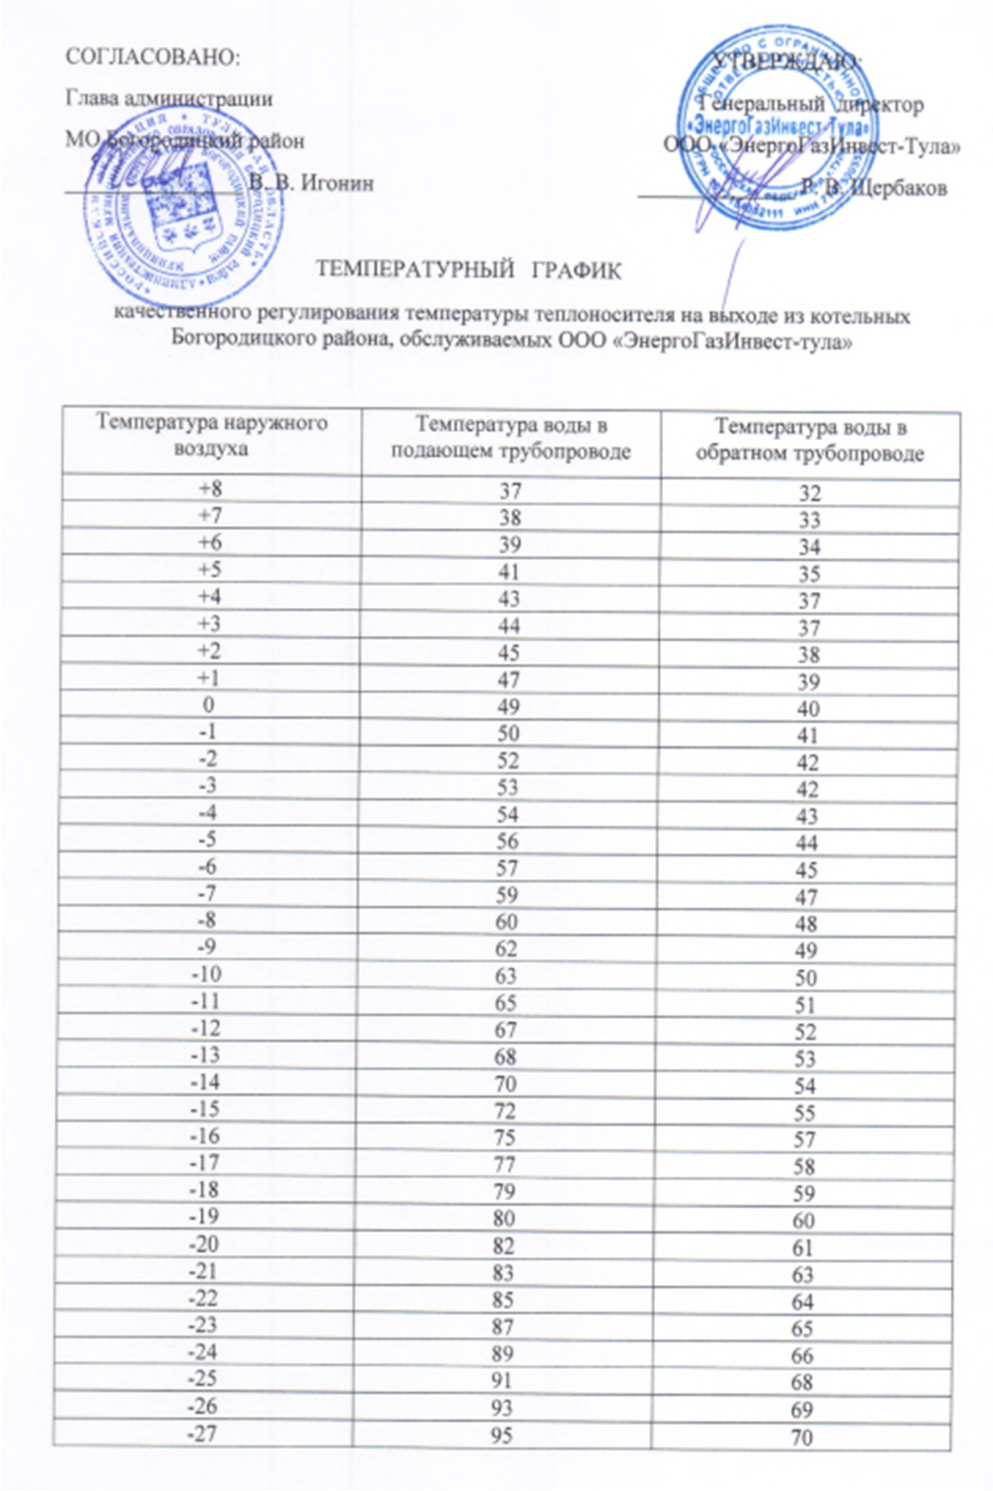 СОГЛАСОВАНО:
Глава администрации
МО Богородицкий район
В. В. Игонин
УТВЕРЖДАЮ:
Генеральный директор
ООО «ЭнергоГазИнвест-Тула»
Р. В. Щербаков
«ЭнергоГазИнвест-Тула»
ТЕМПЕРАТУРНЫЙ ГРАФИК
качественного регулирования температуры теплоносителя на выходе из котельных
Богородицкого района, обслуживаемых ООО «ЭнергоГазИнвест-тула»
Температура наружного воздуха Температура воды в подающем трубопроводе Температура воды в обратном трубопроводе
+8 37 32
+7 38 33
+6 39 34
+5 41 35
+4 43 37
+3 44 37
+2 45 38
+1 47 39
0 49 40
-1 50 41
-2 52 42
-3 53 42
-4 54 43
-5 56 44
-6 57 45
-7 59 47
-8 60 48
-9 62 49
-10 63 50
-11 65 51
-12 67 52
-13 68 53
-14 70 54
-15 72 55
-16 75 57
-17 77 58
-18 79 59
-19 80 60
-20 82 61
-21 83 63
-22 85 64
-23 87 65
-24 89 66
-25 91 68
-26 93 69
-27 95 70